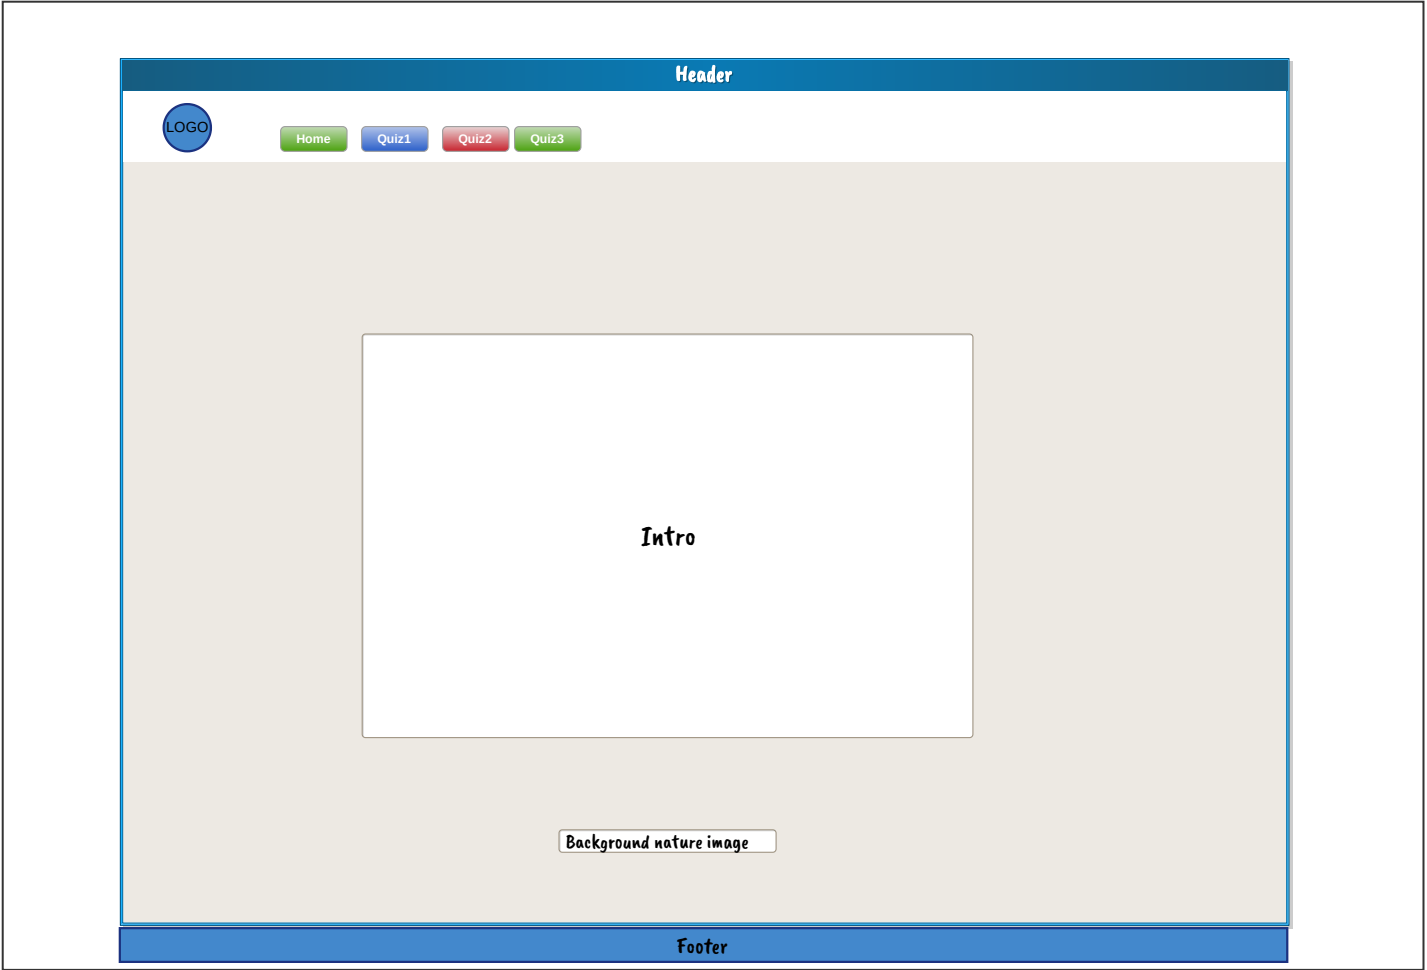 Header
LOGO
Home Quiz1 Quiz2 Quiz3
Intro
Background nature image
Footer